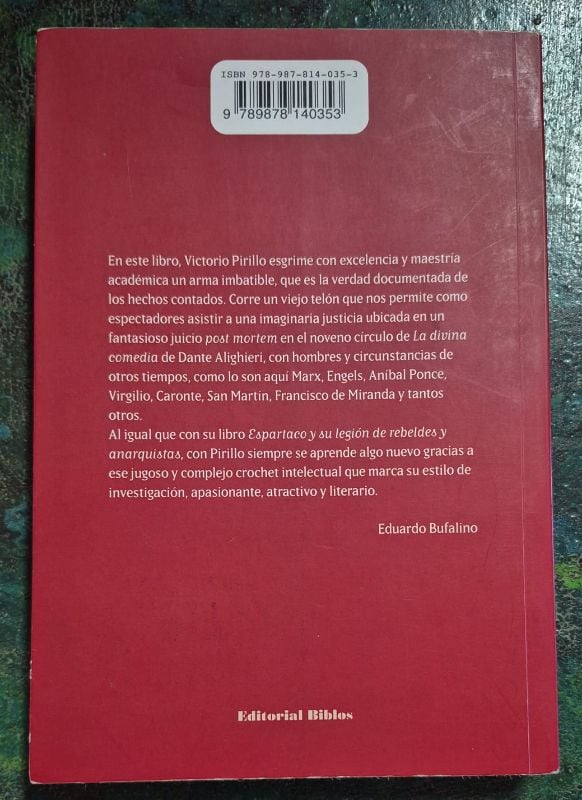 ISBN 978-987-814-035-3
9 789878 140353
En este libro, Victorio Pirillo esgrime con excelencia y maestría
académica un arma imbatible, que es la verdad documentada de
los hechos contados. Corre un viejo telón que nos permite como
espectadores asistir a una imaginaria justicia ubicada en un
fantasioso juicio post mortem en el noveno círculo de La divina
comedia de Dante Alighieri, con hombres y circunstancias de
otros tiempos, como lo son aquí Marx, Engels, Aníbal Ponce,
Virgilio, Caronte, San Martín, Francisco de Miranda y tantos
otros.
Al igual que con su libro Espartaco y su legión de rebeldes y
anarquistas, con Pirillo siempre se aprende algo nuevo gracias a
ese jugoso y complejo crochet intelectual que marca su estilo de
investigación, apasionante, atractivo y literario.
Eduardo Bufalino
Editorial Biblos